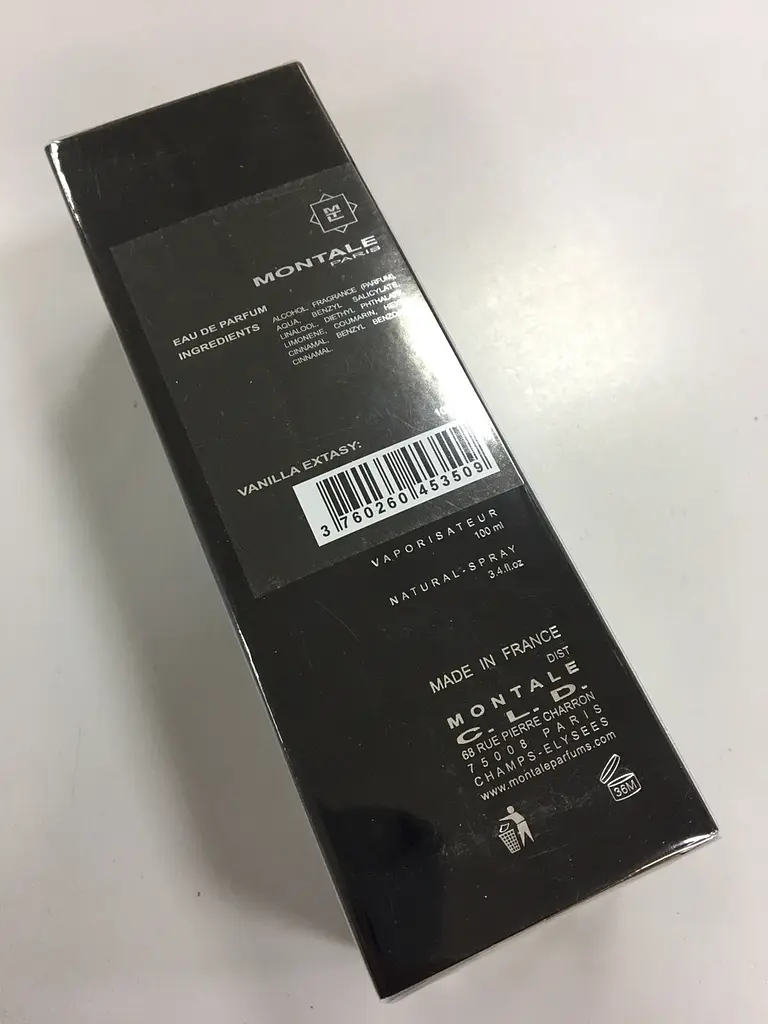 MTL
MONTALE
PARIS
EAU DE PARFUM
INGREDIENTS
ALCOHOL, FRAGRANCE (PARFUM),
AQUA, BENZYL SALICYLATE,
LINALOOL, DIETHYL
LIMONENE, COUMARIN,
CINNAMAL, BENZYL
CINNAMAL.
VANILLA EXTASY:
3 760260 453509
VAPORISATEUR
100 ml
NATURAL-SPRAY
3.4.fl.oz
MADE IN FRANCE
DIST
MONTALE
C. L. D.
68 RUE PIERRE CHARRON
75008 PARIS
CHAMPS-ELYSEES
www.montaleparfums.com
36M